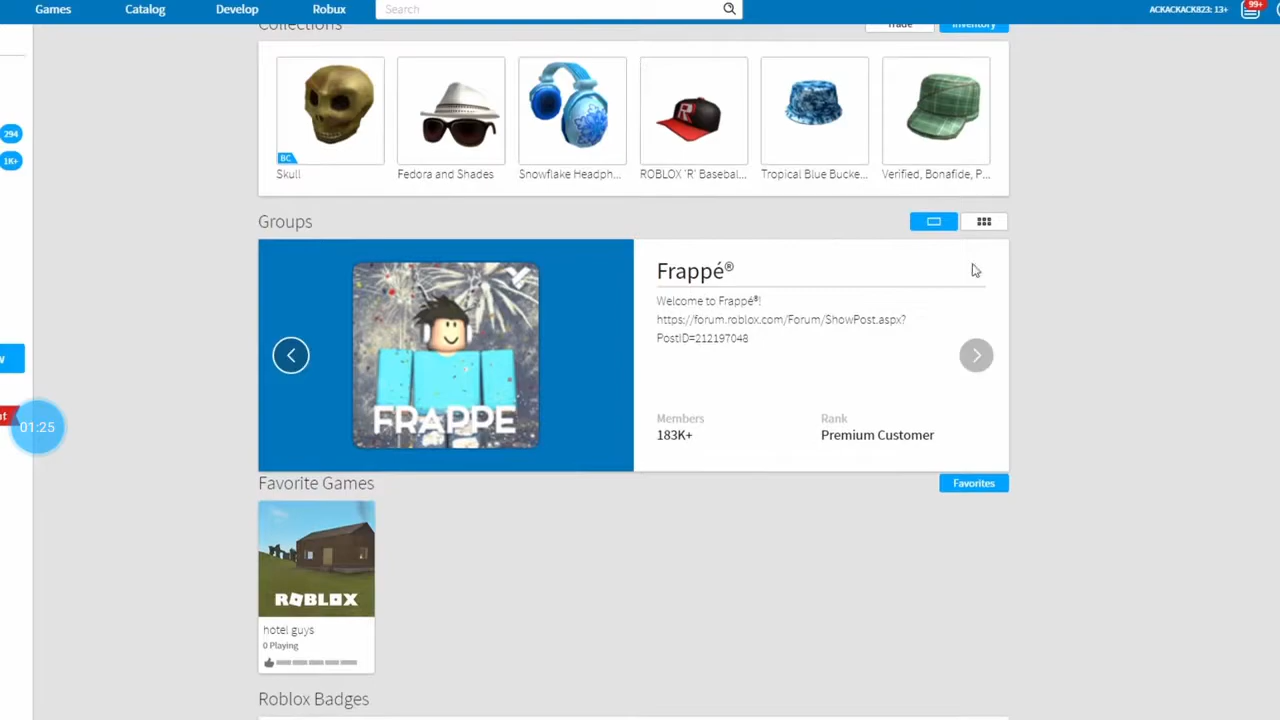 Games Develop Catalog Robux Search ACKACKACK823: 13+ 99+
Collections Trade Inventory
294
1K+
BC
Skull
Fedora and Shades
Snowflake Headph...
ROBLOX 'R' Basebal...
Tropical Blue Bucke...
Verified, Bonafide, P...
Groups
FRAPPE
Frappé®
Welcome to Frappé®!
https://forum.roblox.com/Forum/ShowPost.aspx?
PostID=212197048
Members
183K+
Rank
Premium Customer
01:25
Favorite Games
Favorites
ROBLOX
hotel guys
0 Playing
Roblox Badges